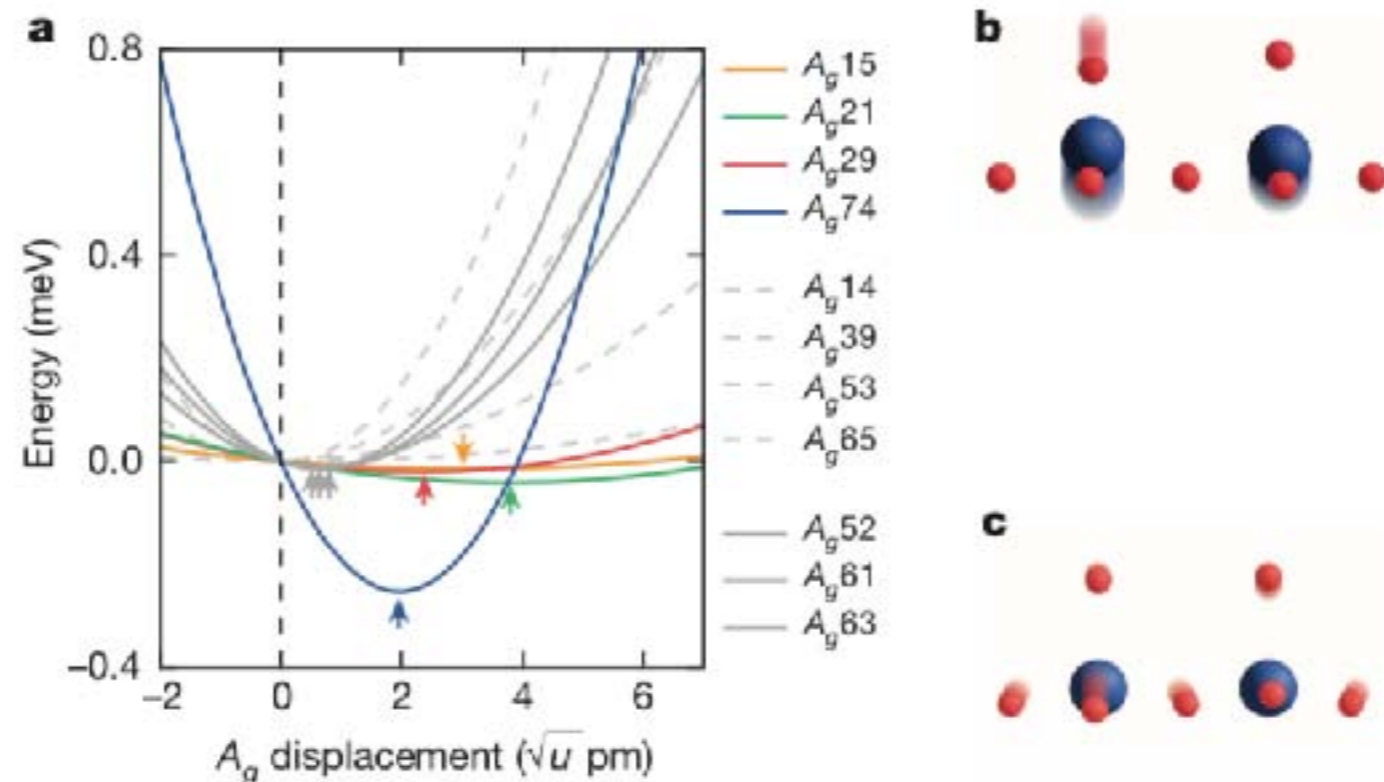 a
0.8
0.4
0.0
−0.4
Energy (meV)
−2 0 2 4 6
A_g displacement (√u pm)
A_g15
A_g21
A_g29
A_g74
A_g14
A_g39
A_g53
A_g65
A_g52
A_g61
A_g63
b
c